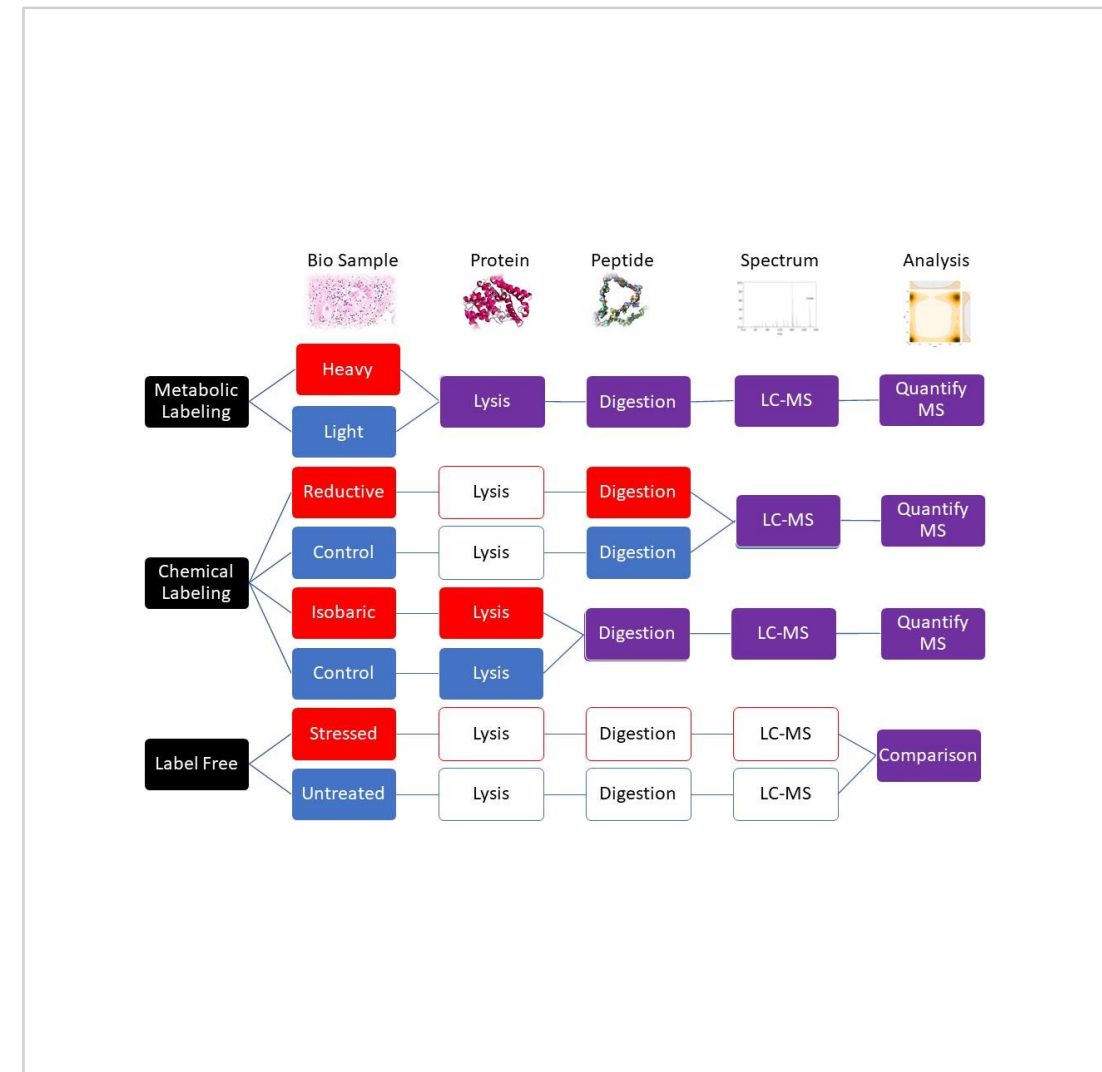 Bio Sample Protein Peptide Spectrum Analysis
Heavy
Metabolic
Labeling
Lysis Digestion LC-MS Quantify
MS
Light
Reductive Lysis Digestion
LC-MS Quantify
MS
Control Lysis Digestion
Chemical
Labeling
Isobaric Lysis
Digestion LC-MS Quantify
MS
Control Lysis
Stressed Lysis Digestion LC-MS
Label Free
Comparison
Untreated Lysis Digestion LC-MS